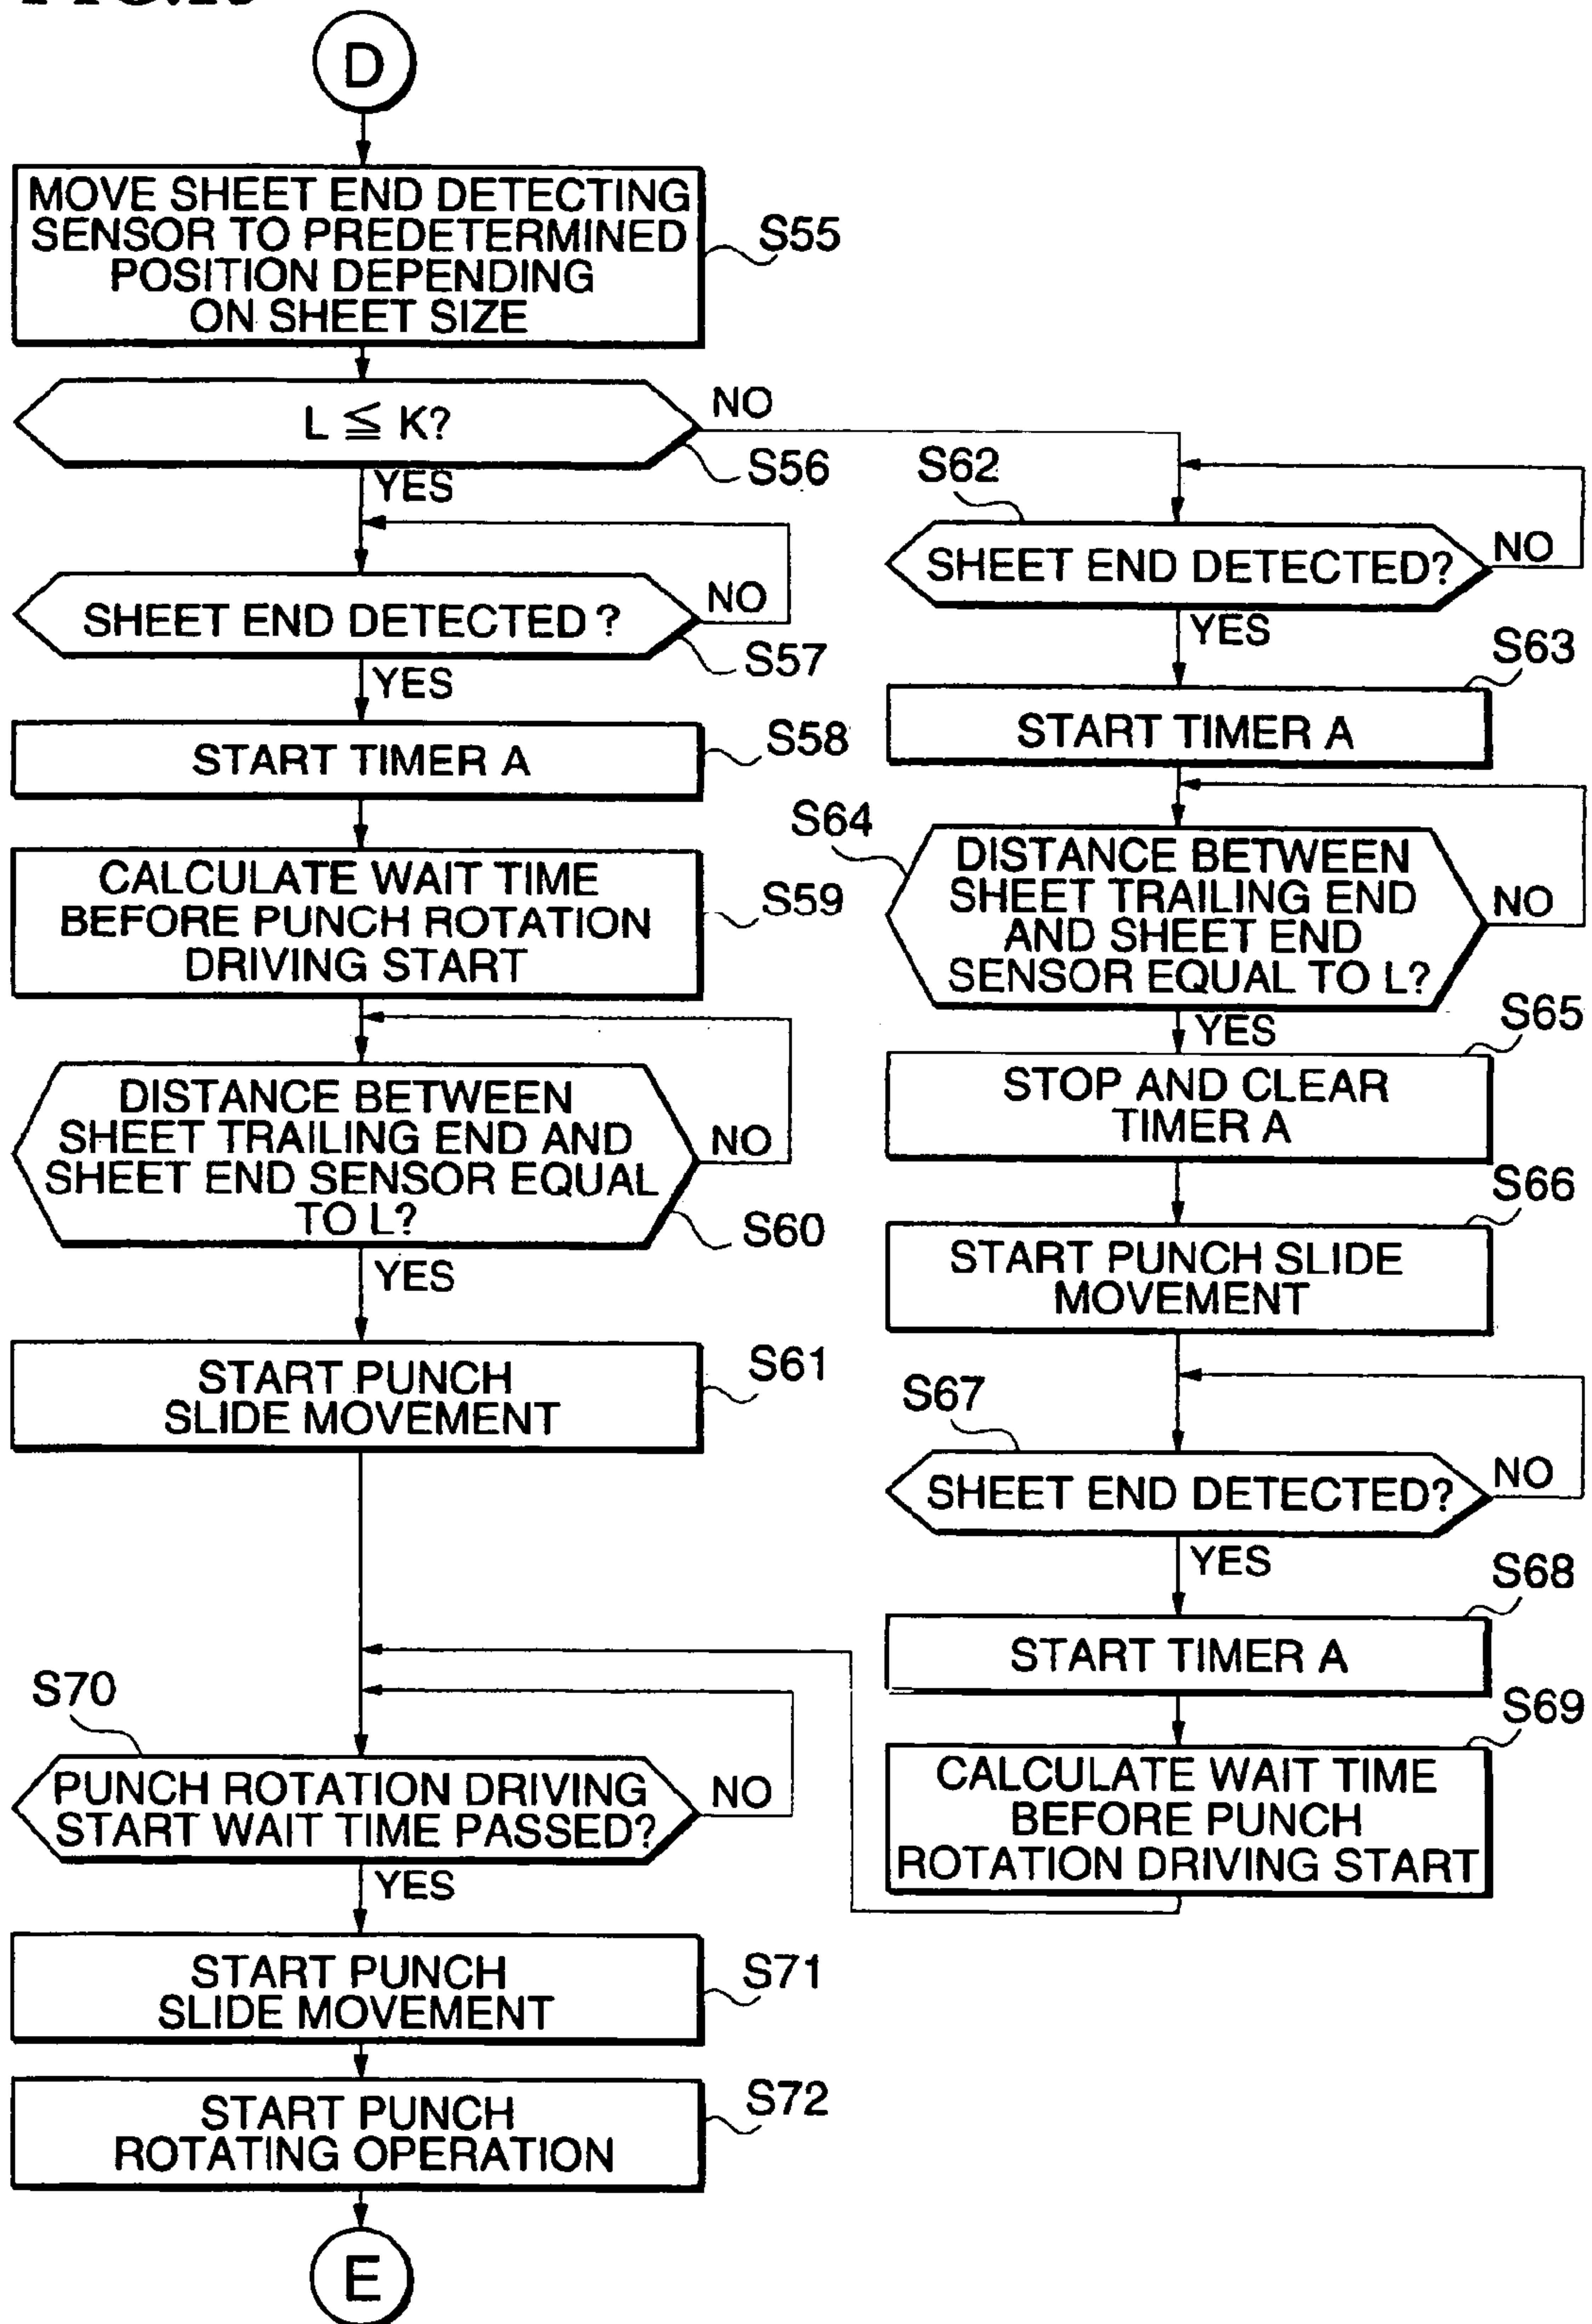 D
MOVE SHEET END DETECTING
SENSOR TO PREDETERMINED
POSITION DEPENDING
ON SHEET SIZE
S55
L ≦ K?
NO
S56
YES
SHEET END DETECTED ?
NO
S57
YES
START TIMER A
S58
CALCULATE WAIT TIME
BEFORE PUNCH ROTATION
DRIVING START
S59
DISTANCE BETWEEN
SHEET TRAILING END AND
SHEET END SENSOR EQUAL
TO L?
NO
S60
YES
START PUNCH
SLIDE MOVEMENT
S61
S62
SHEET END DETECTED?
NO
YES
S63
START TIMER A
S64
DISTANCE BETWEEN
SHEET TRAILING END
AND SHEET END
SENSOR EQUAL TO L?
NO
YES
S65
STOP AND CLEAR
TIMER A
S66
START PUNCH SLIDE
MOVEMENT
S67
SHEET END DETECTED?
NO
YES
S68
START TIMER A
S69
CALCULATE WAIT TIME
BEFORE PUNCH
ROTATION DRIVING START
S70
PUNCH ROTATION DRIVING
START WAIT TIME PASSED?
NO
YES
START PUNCH
SLIDE MOVEMENT
S71
START PUNCH
ROTATING OPERATION
S72
E